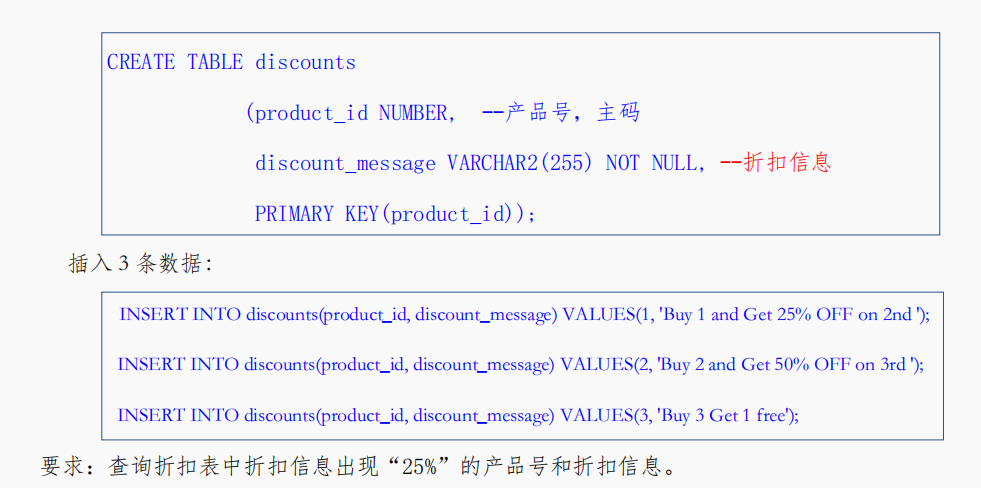 CREATE TABLE discounts
(product_id NUMBER, --产品号，主码
discount_message VARCHAR2(255) NOT NULL, --折扣信息
PRIMARY KEY(product_id));
插入 3 条数据：
INSERT INTO discounts(product_id, discount_message) VALUES(1, 'Buy 1 and Get 25% OFF on 2nd ');
INSERT INTO discounts(product_id, discount_message) VALUES(2, 'Buy 2 and Get 50% OFF on 3rd ');
INSERT INTO discounts(product_id, discount_message) VALUES(3, 'Buy 3 Get 1 free');
要求：查询折扣表中折扣信息出现“25%”的产品号和折扣信息。